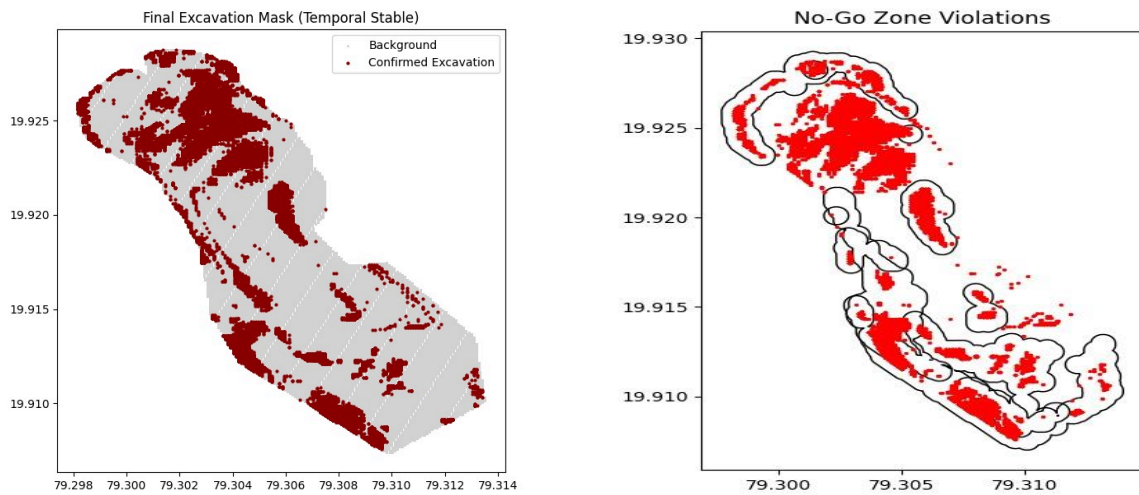 Final Excavation Mask (Temporal Stable)
Background
Confirmed Excavation
19.925
19.920
19.915
19.910
79.298 79.300 79.302 79.304 79.306 79.308 79.310 79.312 79.314
No-Go Zone Violations
19.930
19.925
19.920
19.915
19.910
79.300 79.305 79.310